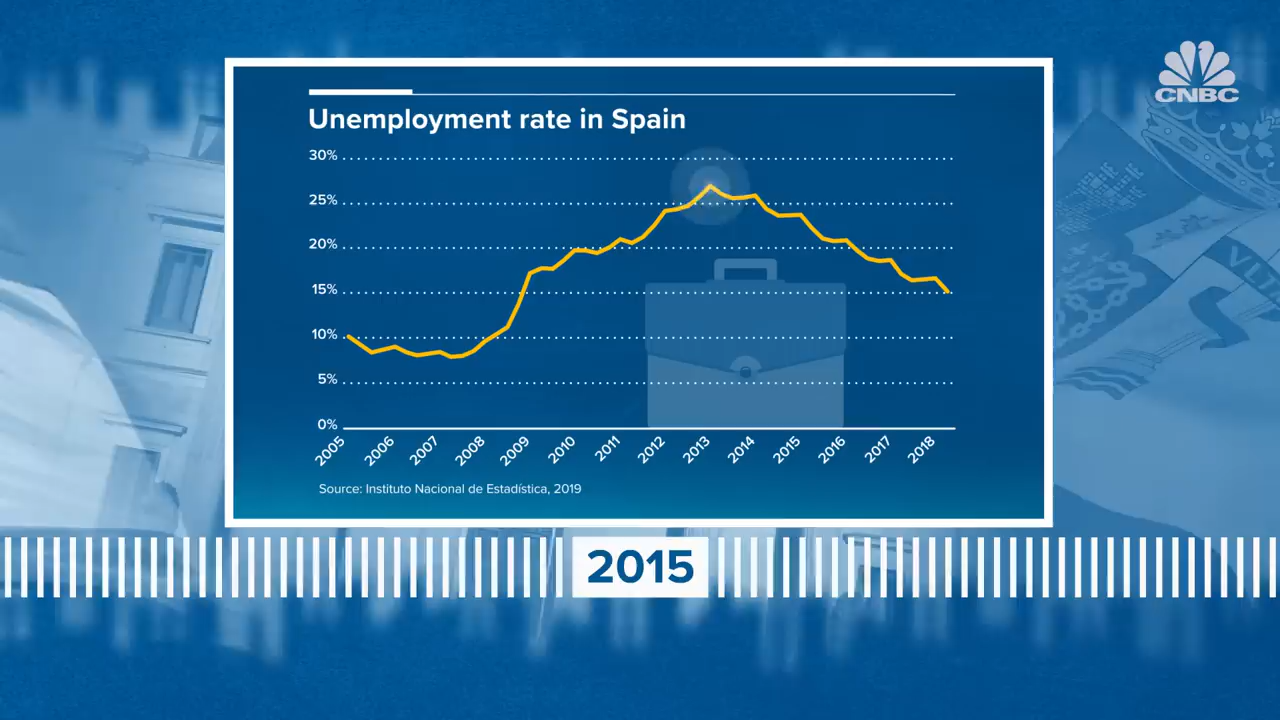 CNBC
Unemployment rate in Spain
30%
25%
20%
15%
10%
5%
0%
2005 2006 2007 2008 2009 2010 2011 2012 2013 2014 2015 2016 2017 2018
Source: Instituto Nacional de Estadística, 2019
2015